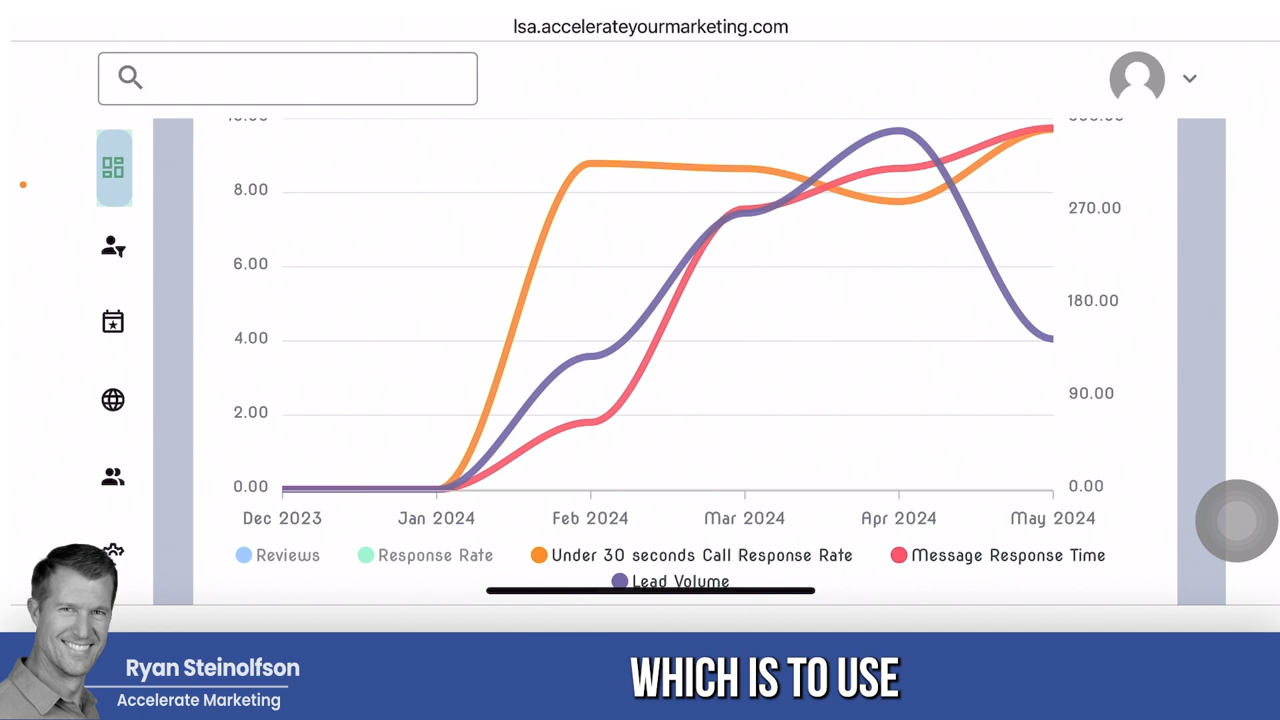 lsa.accelerateyourmarketing.com
8.00
6.00
4.00
2.00
0.00
270.00
180.00
90.00
0.00
Dec 2023 Jan 2024 Feb 2024 Mar 2024 Apr 2024 May 2024
Reviews Response Rate Under 30 seconds Call Response Rate Message Response Time
Lead Volume
Ryan Steinolfson
Accelerate Marketing
WHICH IS TO USE